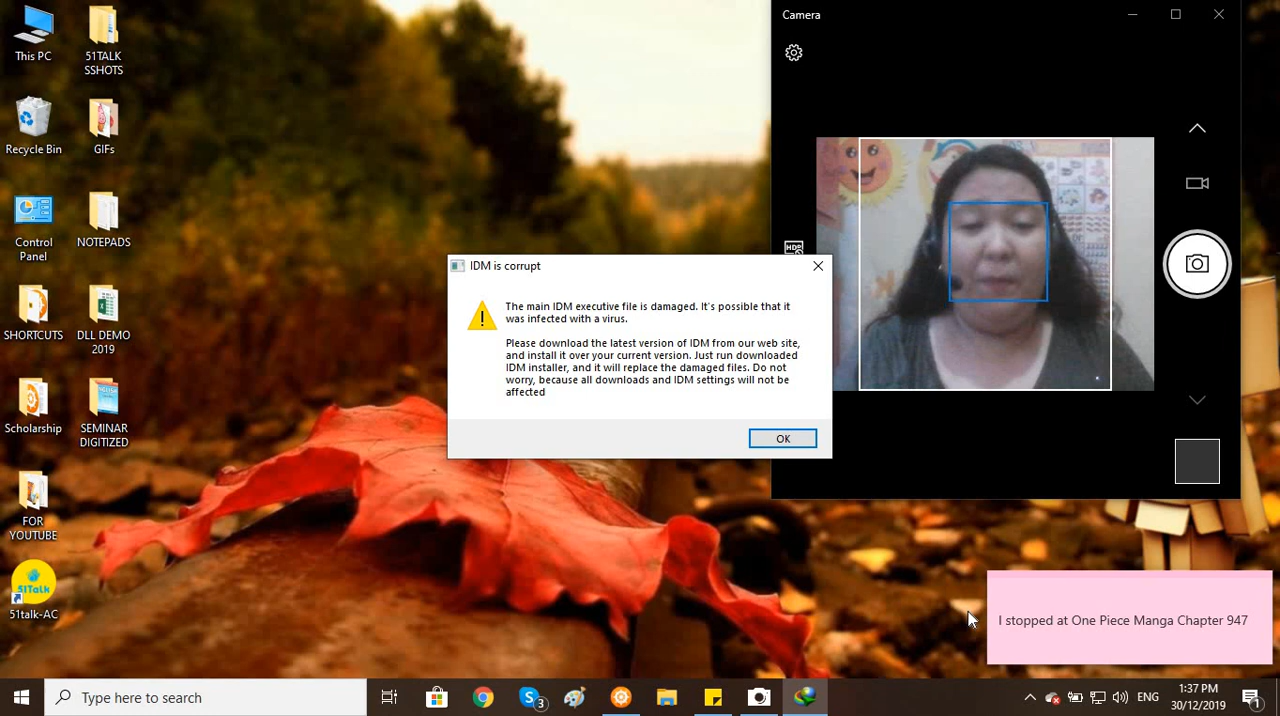 This PC
51TALK
SSHOTS
Recycle Bin
GIFs
Control
Panel
NOTEPADS
SHORTCUTS
DLL DEMO
2019
Scholarship
SEMINAR
DIGITIZED
FOR
YOUTUBE
51Talk
51talk-AC
Camera
IDM is corrupt
The main IDM executive file is damaged. It's possible that it
was infected with a virus.
Please download the latest version of IDM from our web site,
and install it over your current version. Just run downloaded
IDM installer, and it will replace the damaged files. Do not
worry, because all downloads and IDM settings will not be
affected
OK
I stopped at One Piece Manga Chapter 947
Type here to search
3
ENG
1:37 PM
30/12/2019
1